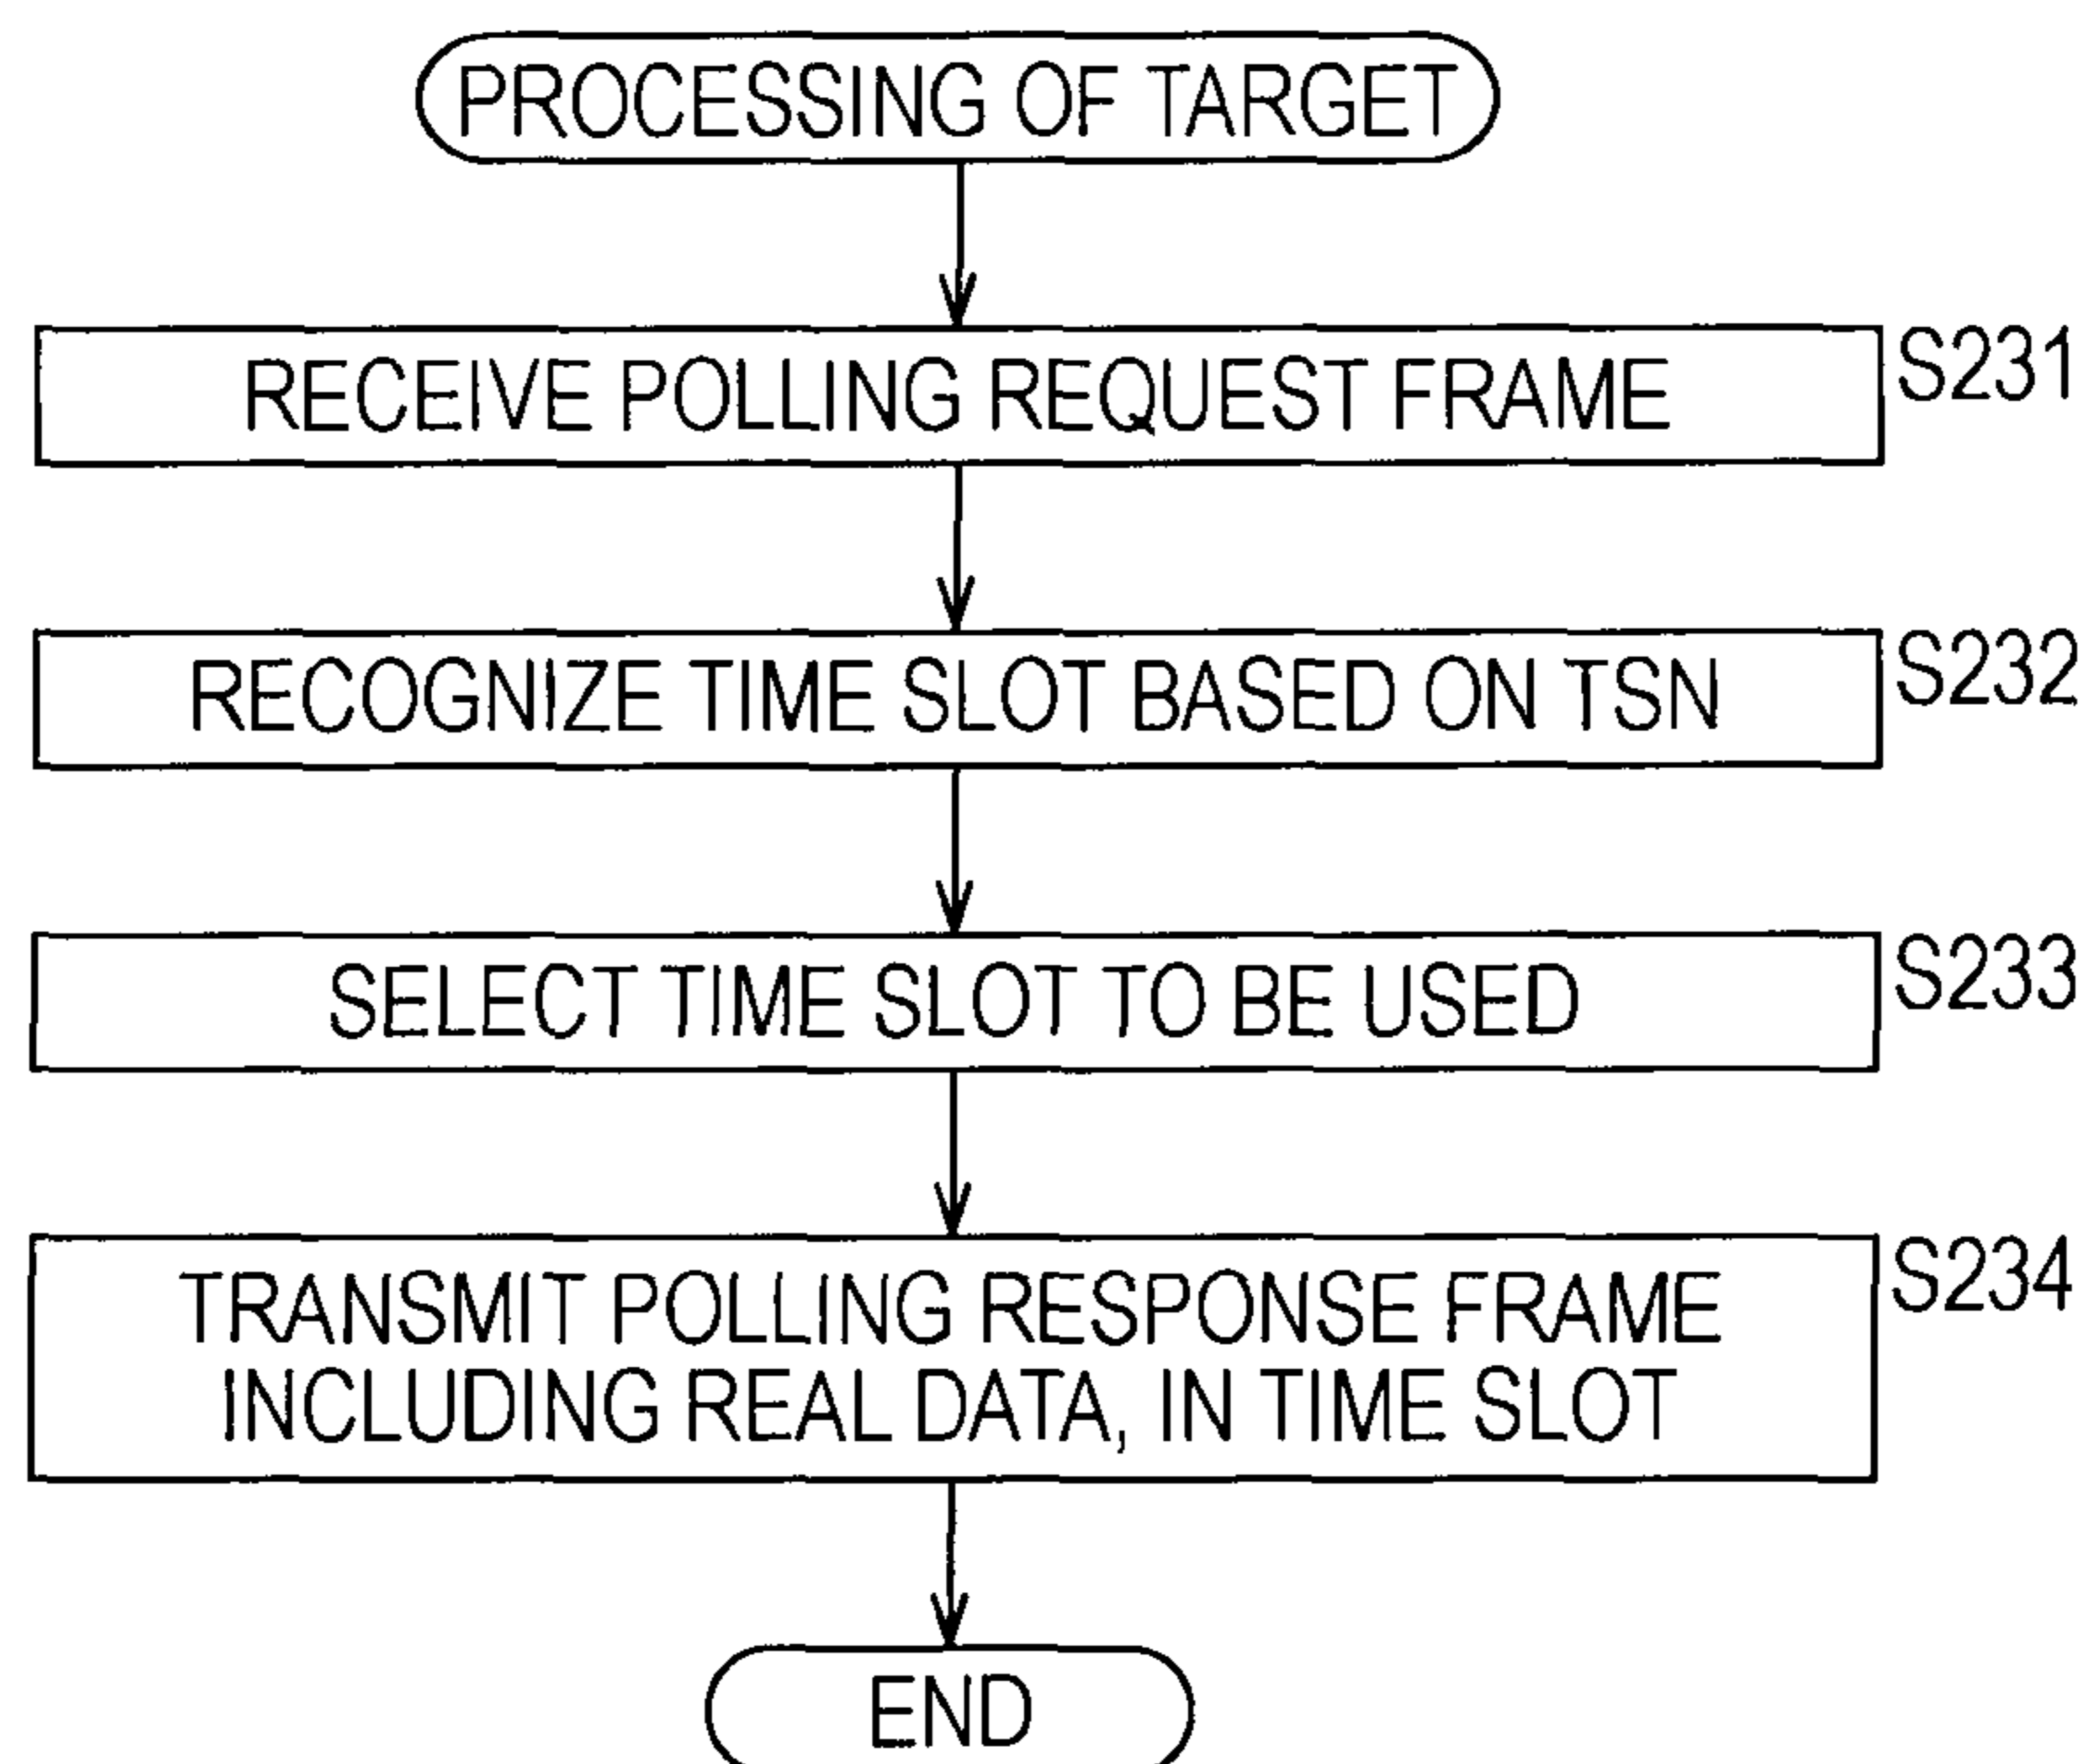 PROCESSING OF TARGET
RECEIVE POLLING REQUEST FRAME
S231
RECOGNIZE TIME SLOT BASED ON TSN
S232
SELECT TIME SLOT TO BE USED
S233
TRANSMIT POLLING RESPONSE FRAME
INCLUDING REAL DATA, IN TIME SLOT
S234
END